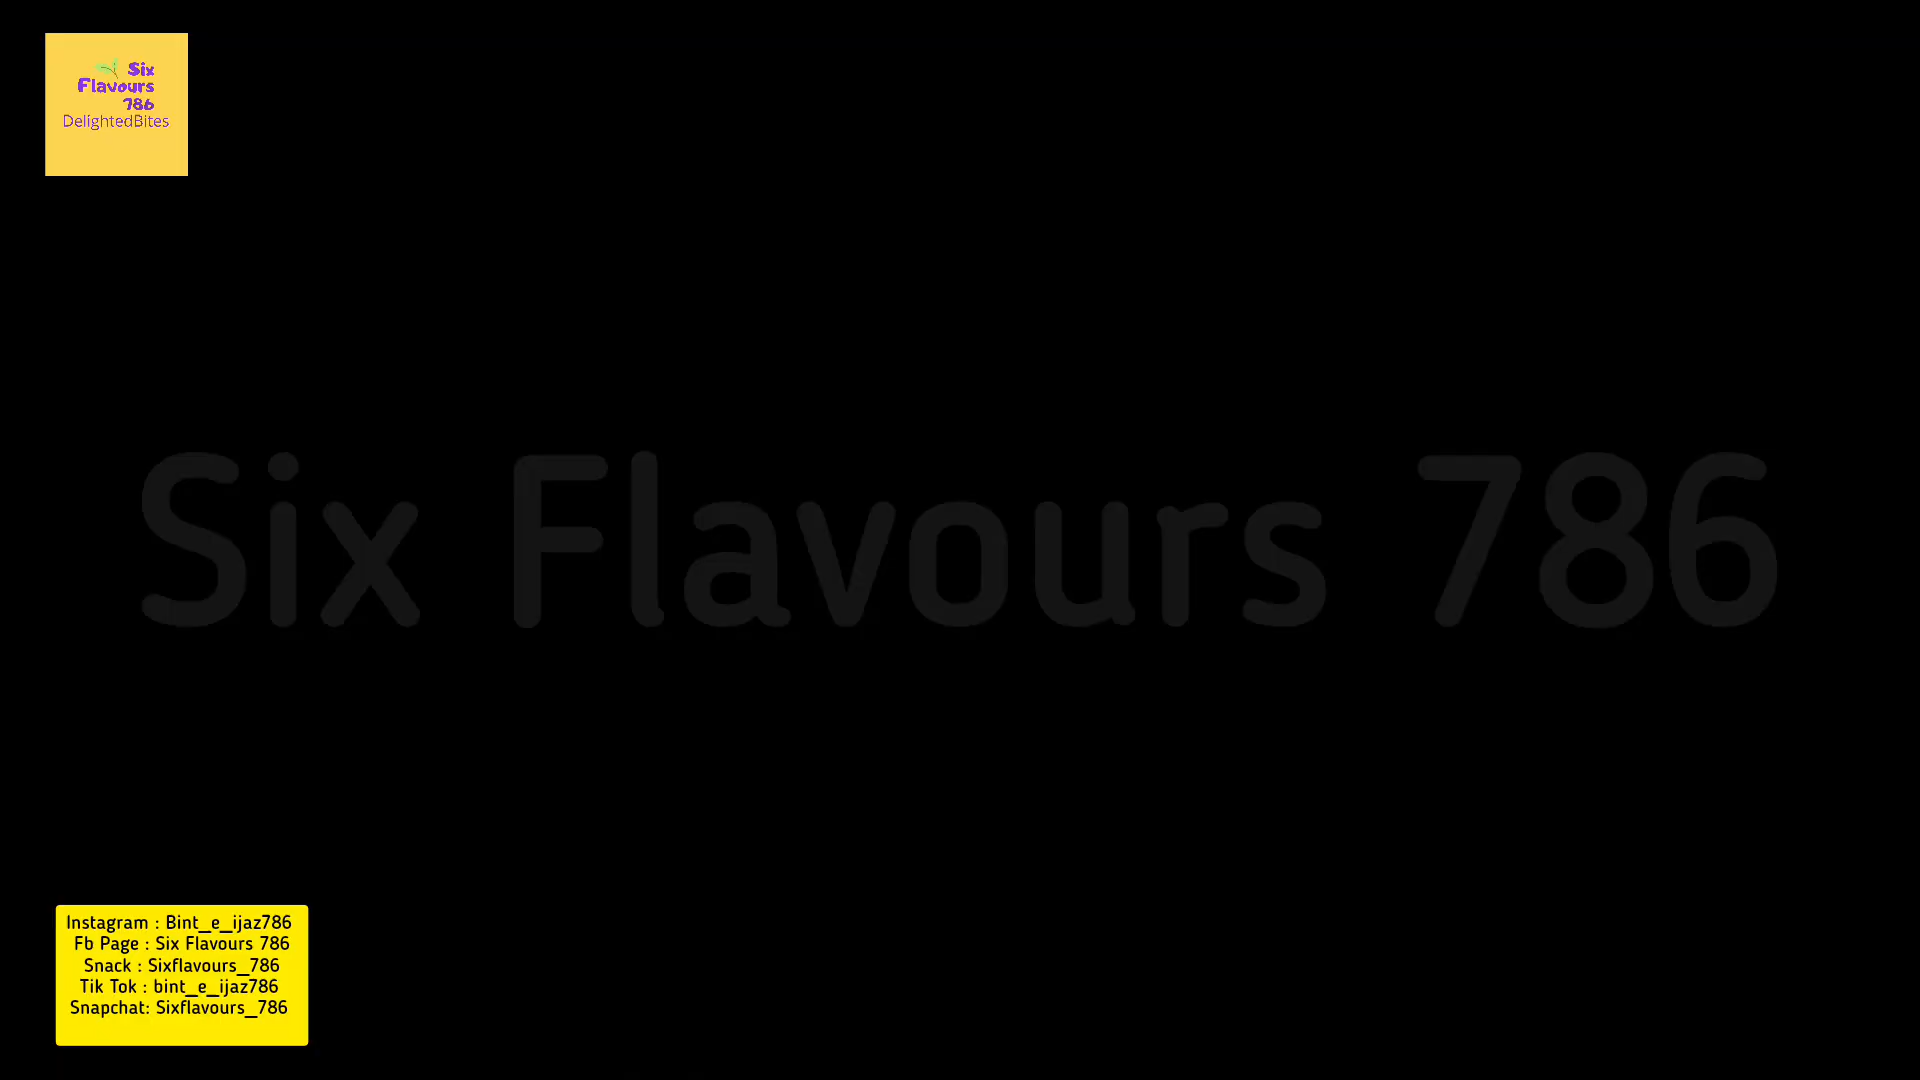 Six
Flavours
786
DelightedBites
Six Flavours 786
Instagram : Bint_e_ijaz786
Fb Page : Six Flavours 786
Snack : Sixflavours_786
Tik Tok : bint_e_ijaz786
Snapchat: Sixflavours_786